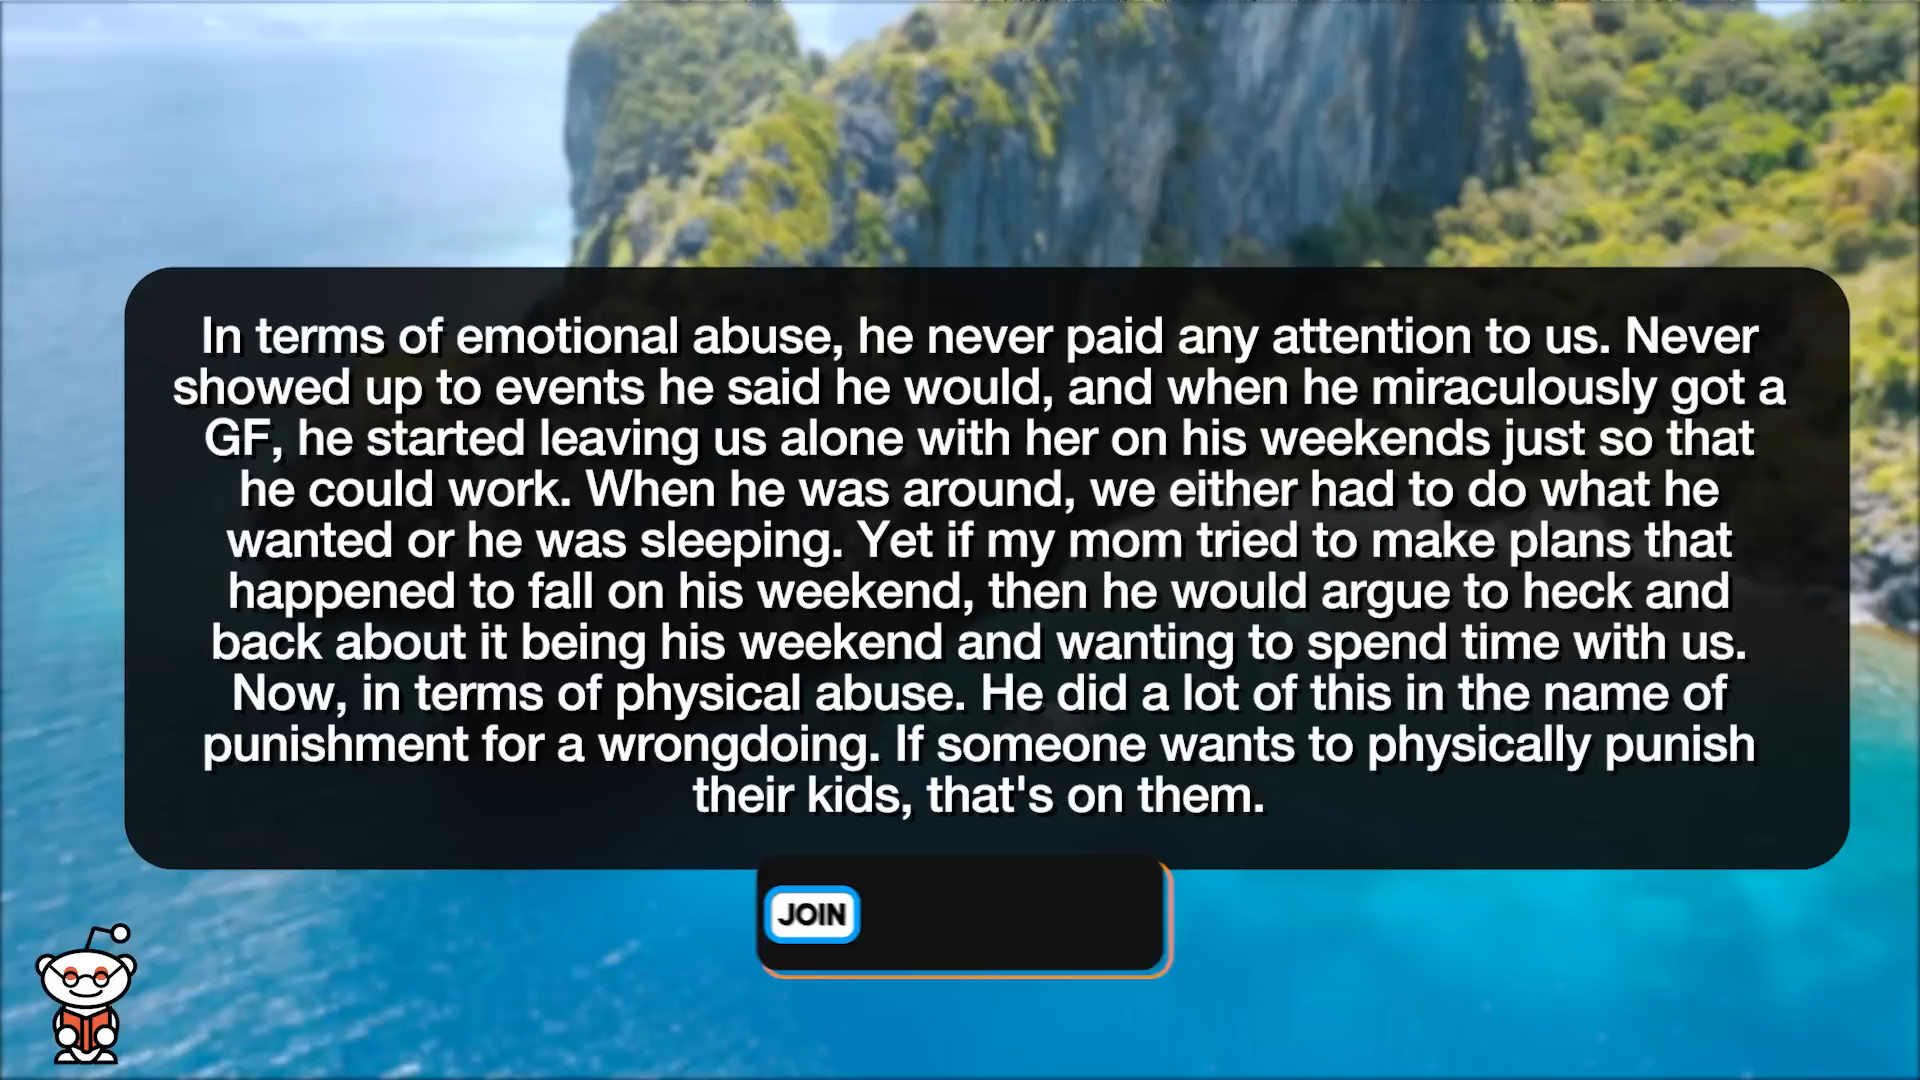 In terms of emotional abuse, he never paid any attention to us. Never
showed up to events he said he would, and when he miraculously got a
GF, he started leaving us alone with her on his weekends just so that
he could work. When he was around, we either had to do what he
wanted or he was sleeping. Yet if my mom tried to make plans that
happened to fall on his weekend, then he would argue to heck and
back about it being his weekend and wanting to spend time with us.
Now, in terms of physical abuse. He did a lot of this in the name of
punishment for a wrongdoing. If someone wants to physically punish
their kids, that's on them.
JOIN